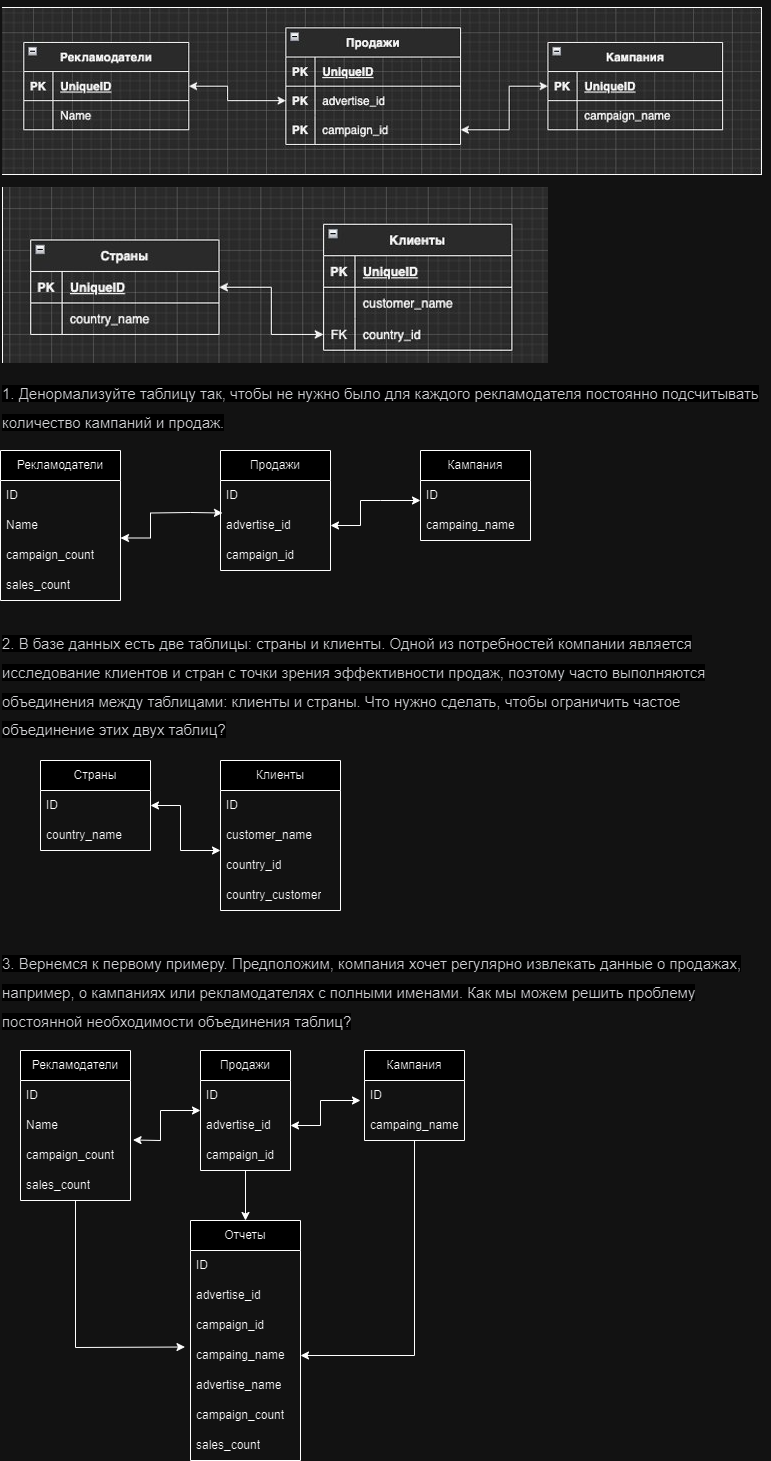 Рекламодатели
PK UniqueID
Name
Продажи
PK UniqueID
PK advertise_id
PK campaign_id
Кампания
PK UniqueID
campaign_name
Страны
PK UniqueID
country_name
Клиенты
PK UniqueID
customer_name
FK country_id
1. Денормализуйте таблицу так, чтобы не нужно было для каждого рекламодателя постоянно подсчитывать
количество кампаний и продаж.
Рекламодатели
ID
Name
campaign_count
sales_count
Продажи
ID
advertise_id
campaign_id
Кампания
ID
campaing_name
2. В базе данных есть две таблицы: страны и клиенты. Одной из потребностей компании является
исследование клиентов и стран с точки зрения эффективности продаж, поэтому часто выполняются
объединения между таблицами: клиенты и страны. Что нужно сделать, чтобы ограничить частое
объединение этих двух таблиц?
Страны
ID
country_name
Клиенты
ID
customer_name
country_id
country_customer
3. Вернемся к первому примеру. Предположим, компания хочет регулярно извлекать данные о продажах,
например, о кампаниях или рекламодателях с полными именами. Как мы можем решить проблему
постоянной необходимости объединения таблиц?
Рекламодатели
ID
Name
campaign_count
sales_count
Продажи
ID
advertise_id
campaign_id
Кампания
ID
campaing_name
Отчеты
ID
advertise_id
campaign_id
campaing_name
advertise_name
campaign_count
sales_count